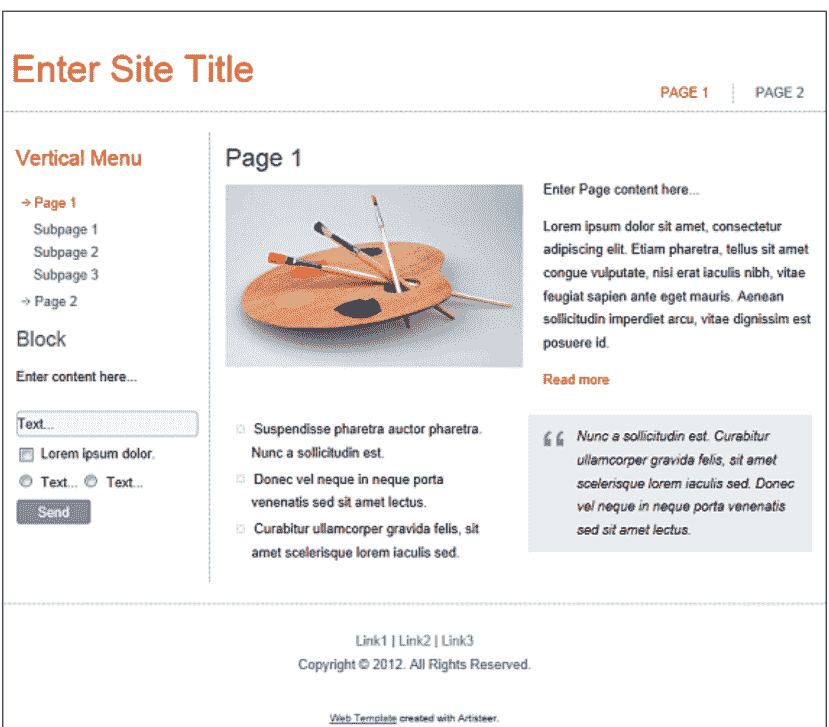 Enter Site Title
PAGE 1
PAGE 2
Vertical Menu
Page 1
Subpage 1
Subpage 2
Subpage 3
Page 2
Block
Enter content here...
Text...
Lorem ipsum dolor.
Text... Text...
Send
Page 1
Enter Page content here...
Lorem ipsum dolor sit amet, consectetur
adipiscing elit. Etiam pharetra, tellus sit amet
congue vulputate, nisi erat iaculis nibh, vitae
feugiat sapien ante eget mauris. Aenean
sollicitudin imperdiet arcu, vitae dignissim est
posuere id.
Read more
Suspendisse pharetra auctor pharetra.
Nunc a sollicitudin est.
Donec vel neque in neque porta
venenatis sed sit amet lectus.
Curabitur ullamcorper gravida felis, sit
amet scelerisque lorem iaculis sed.
Nunc a sollicitudin est. Curabitur
ullamcorper gravida felis, sit amet
scelerisque lorem iaculis sed. Donec
vel neque in neque porta venenatis
sed sit amet lectus.
Link1 | Link2 | Link3
Copyright © 2012. All Rights Reserved.
Web Template created with Artisteer.